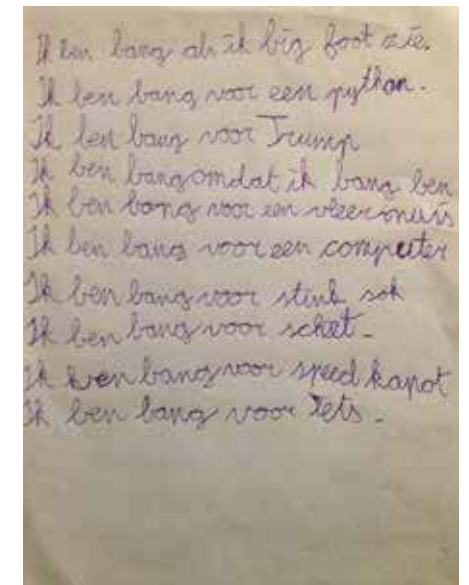 Ik ben bang als ik big foot zie.
Ik ben bang voor een python.
Ik ben bang voor Trump
Ik ben bang omdat ik bang ben
Ik ben bang voor een vleermuis
Ik ben bang voor een computer
Ik ben bang voor stink sok
Ik ben bang voor scheet.
Ik ben bang voor speed kapot
Ik ben bang voor iets.